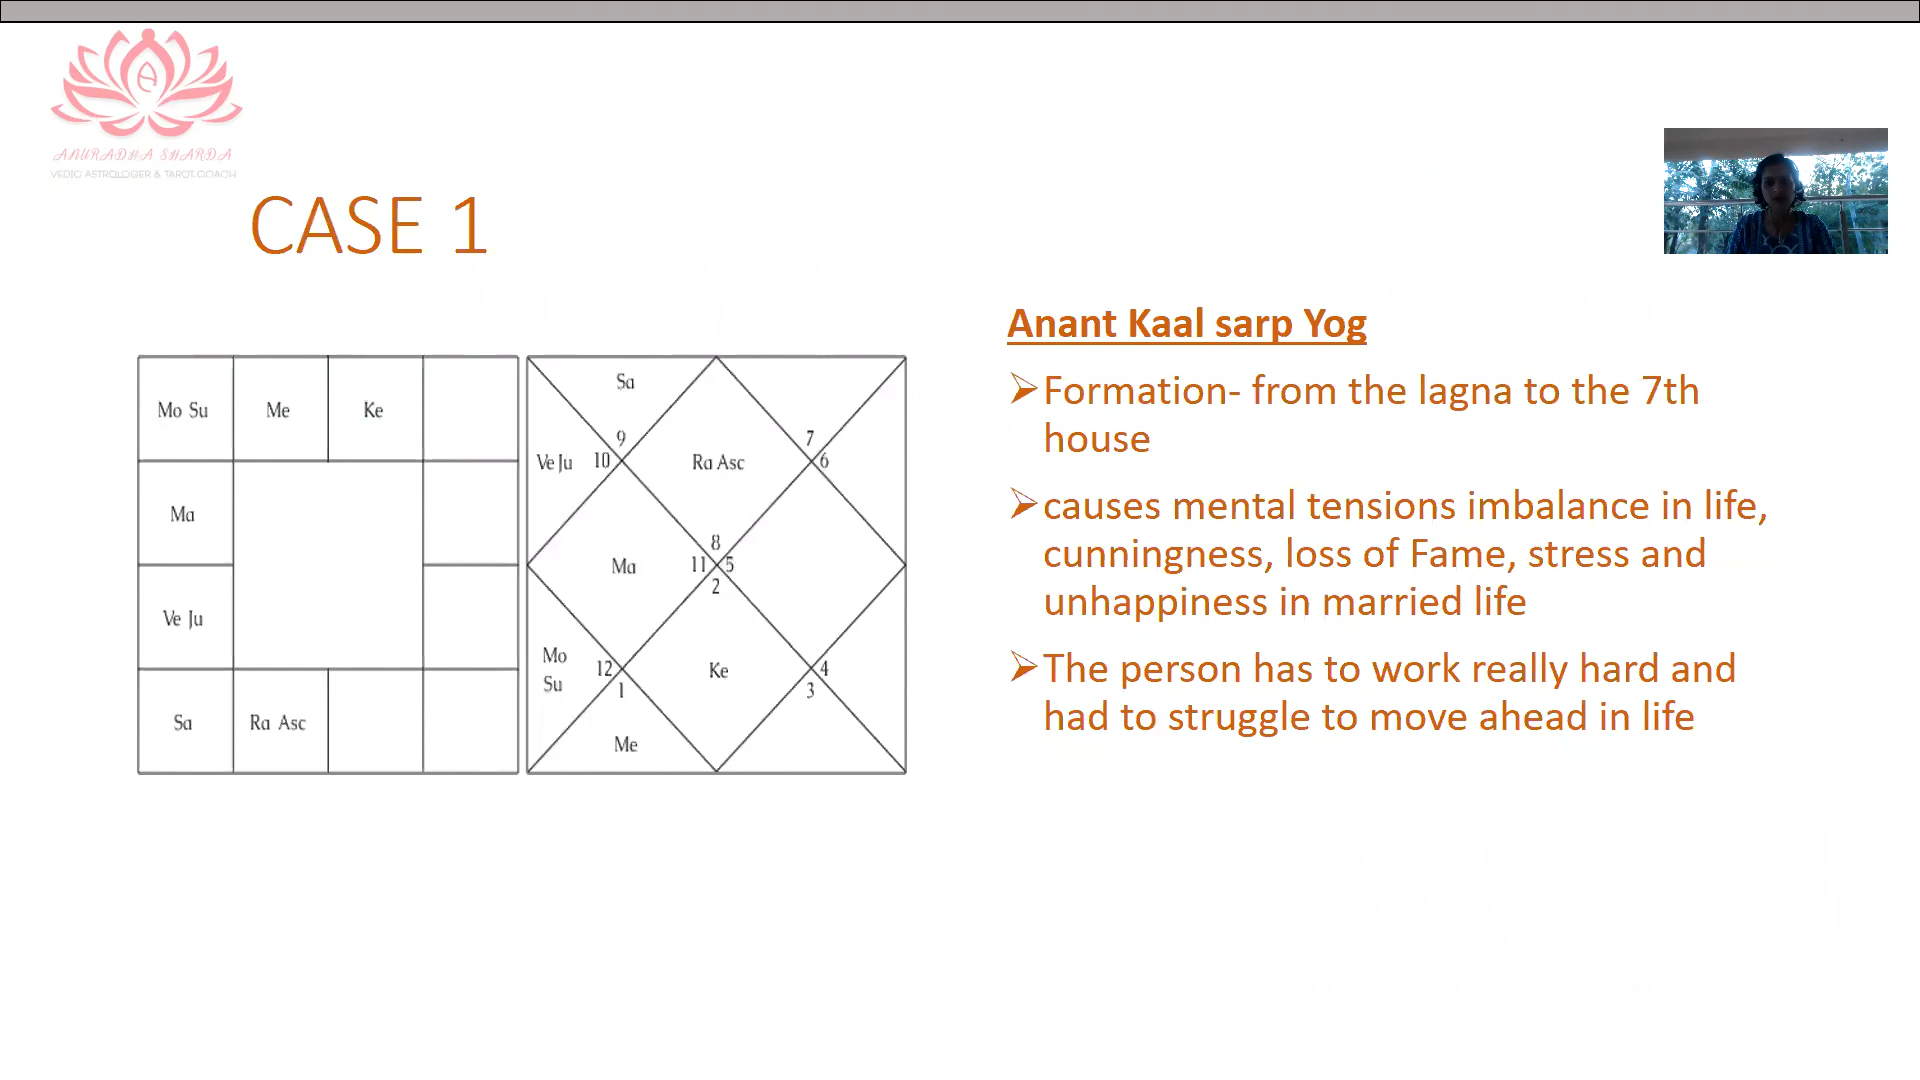 ANURADHA SHARDA
VEDIC ASTROLOGER & TAROT COACH
CASE 1
Mo Su
Me
Ke
Ma
Ve Ju
Sa
Ra Asc
Sa
9
7
Ve Ju 10
Ra Asc
6
8
Ma
11 5
2
Mo
Su
12
Ke
4
1
3
Me
Anant Kaal sarp Yog
Formation- from the lagna to the 7th
house
causes mental tensions imbalance in life,
cunningness, loss of Fame, stress and
unhappiness in married life
The person has to work really hard and
had to struggle to move ahead in life